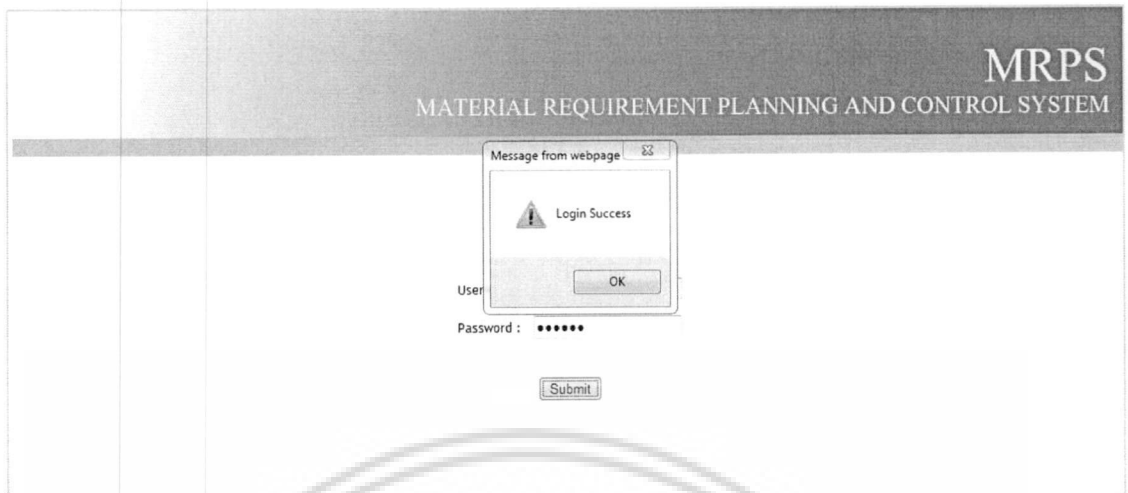 MRPS
MATERIAL REQUIREMENT PLANNING AND CONTROL SYSTEM
Message from webpage
Login Success
OK
User
Password : ••••••
Submit